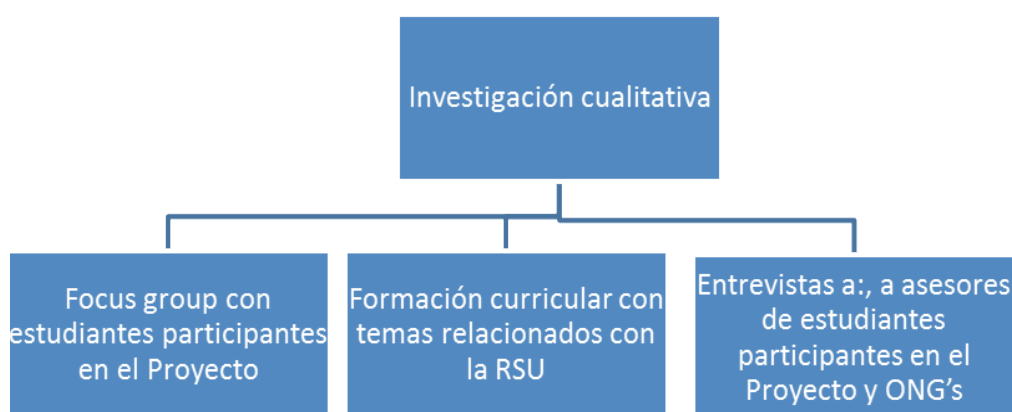 Investigación cualitativa
Focus group con
estudiantes participantes
en el Proyecto
Formación curricular con
temas relacionados con
la RSU
Entrevistas a:, a asesores
de estudiantes
participantes en el
Proyecto y ONG’s